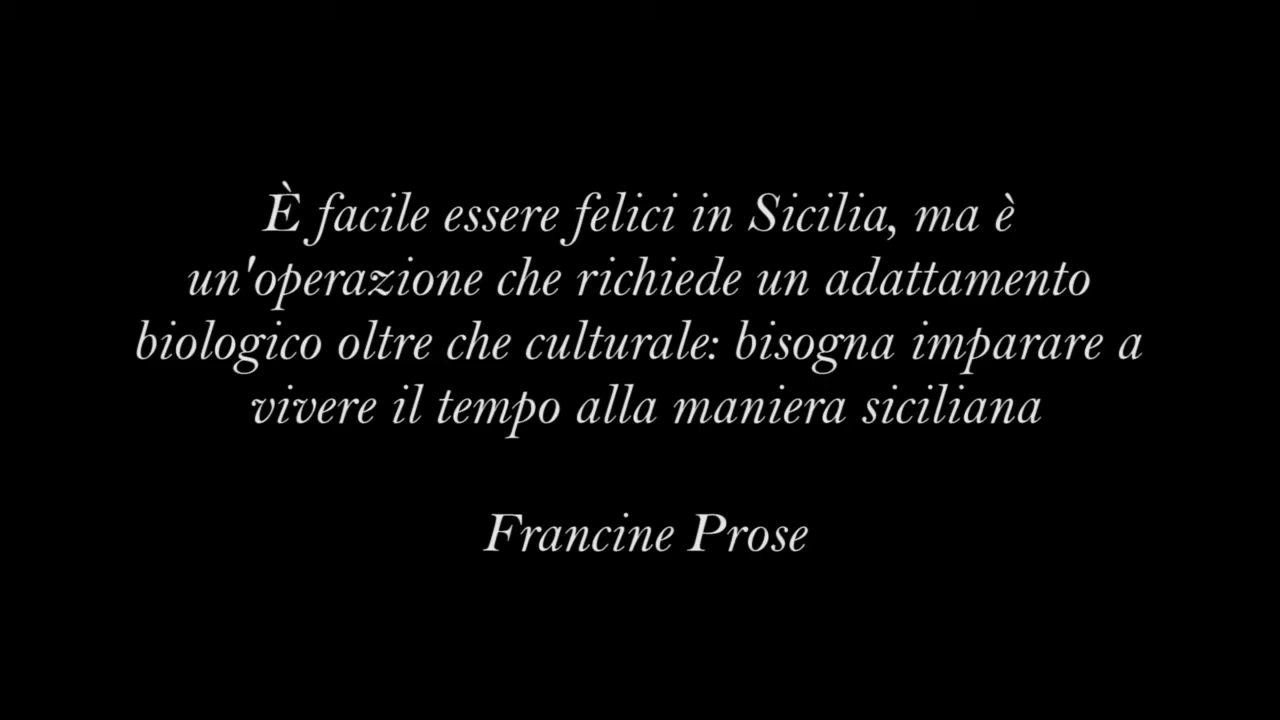 È facile essere felici in Sicilia, ma è
un'operazione che richiede un adattamento
biologico oltre che culturale: bisogna imparare a
vivere il tempo alla maniera siciliana
Francine Prose